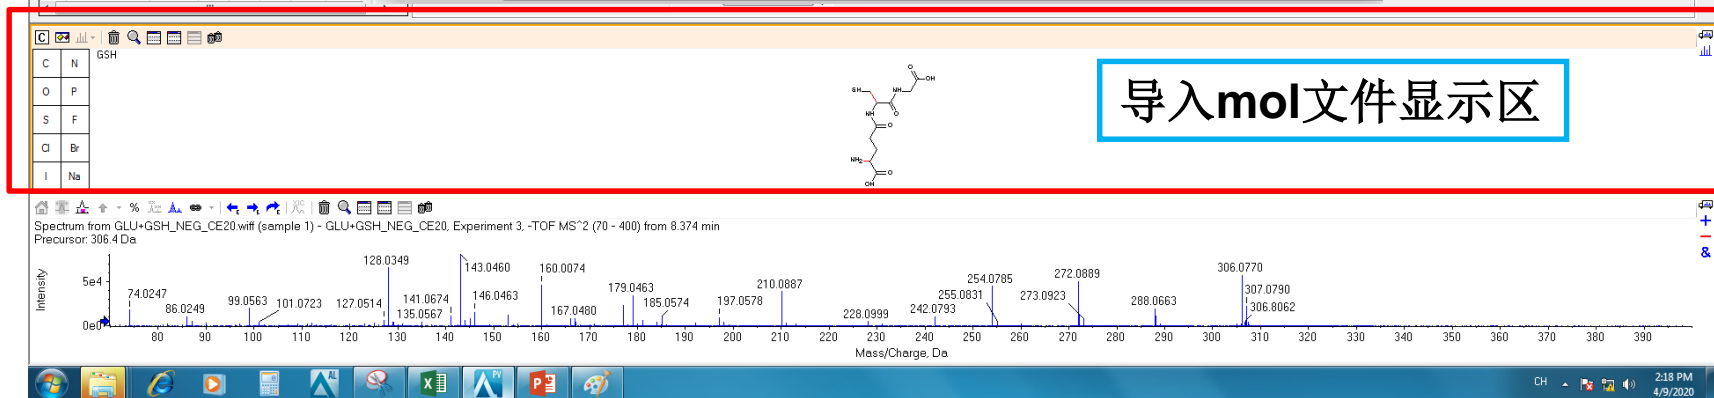 C
GSH
C N
O P
S F
Cl Br
I Na
O
OH
SH
NH
O
O
NH
O
NH₂
O
OH
导入mol文件显示区
% XIC
Spectrum from GLU+GSH_NEG_CE20.wiff (sample 1) - GLU+GSH_NEG_CE20, Experiment 3, -TOF MS^2 (70 - 400) from 8.374 min
Precursor: 306.4 Da
&
Intensity
5e4
0e0
74.0247
86.0249
99.0563
101.0723
127.0514
128.0349
135.0567
141.0674
143.0460
146.0463
160.0074
167.0480
179.0463
185.0574
197.0578
210.0887
228.0999
242.0793
254.0785
255.0831
272.0889
273.0923
288.0663
306.0770
307.0790
306.8062
80 90 100 110 120 130 140 150 160 170 180 190 200 210 220 230 240 250 260 270 280 290 300 310 320 330 340 350 360 370 380 390
Mass/Charge, Da
AL
PV
CH
2:18 PM
4/9/2020